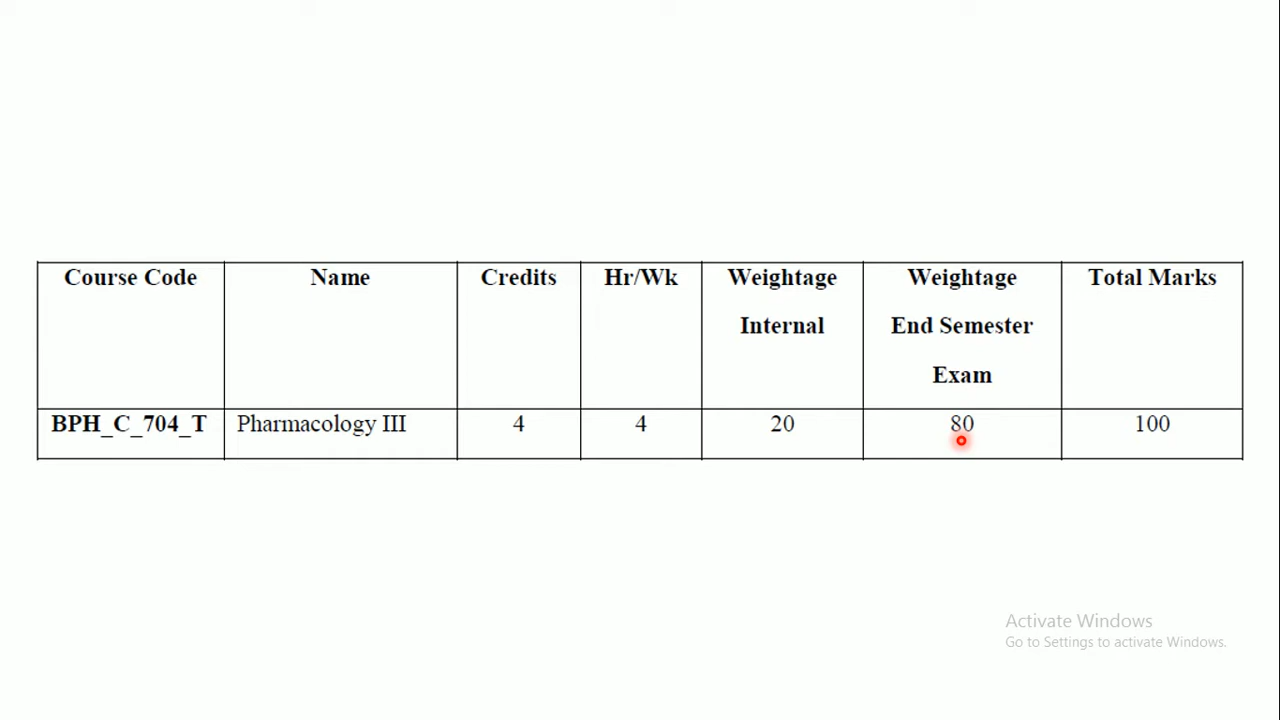 Course Code Name Credits Hr/Wk Weightage Weightage Total Marks
Internal End Semester
Exam
BPH_C_704_T Pharmacology III 4 4 20 80 100
Activate Windows
Go to Settings to activate Windows.